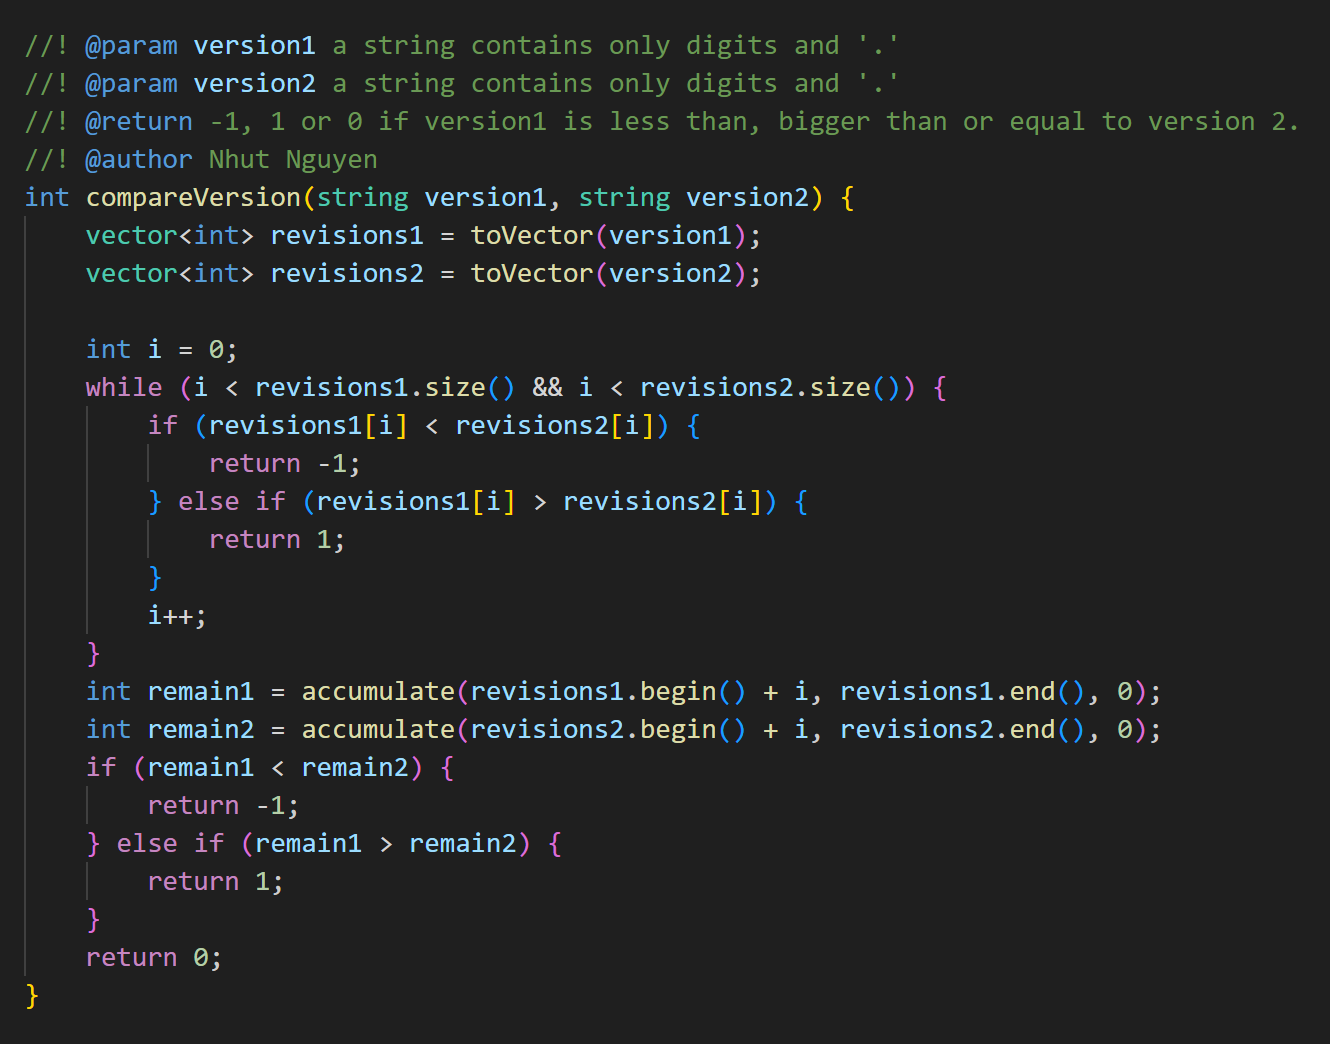 //! @param version1 a string contains only digits and '.'
//! @param version2 a string contains only digits and '.'
//! @return -1, 1 or 0 if version1 is less than, bigger than or equal to version 2.
//! @author Nhut Nguyen
int compareVersion(string version1, string version2) {
    vector<int> revisions1 = toVector(version1);
    vector<int> revisions2 = toVector(version2);

    int i = 0;
    while (i < revisions1.size() && i < revisions2.size()) {
        if (revisions1[i] < revisions2[i]) {
            return -1;
        } else if (revisions1[i] > revisions2[i]) {
            return 1;
        }
        i++;
    }
    int remain1 = accumulate(revisions1.begin() + i, revisions1.end(), 0);
    int remain2 = accumulate(revisions2.begin() + i, revisions2.end(), 0);
    if (remain1 < remain2) {
        return -1;
    } else if (remain1 > remain2) {
        return 1;
    }
    return 0;
}